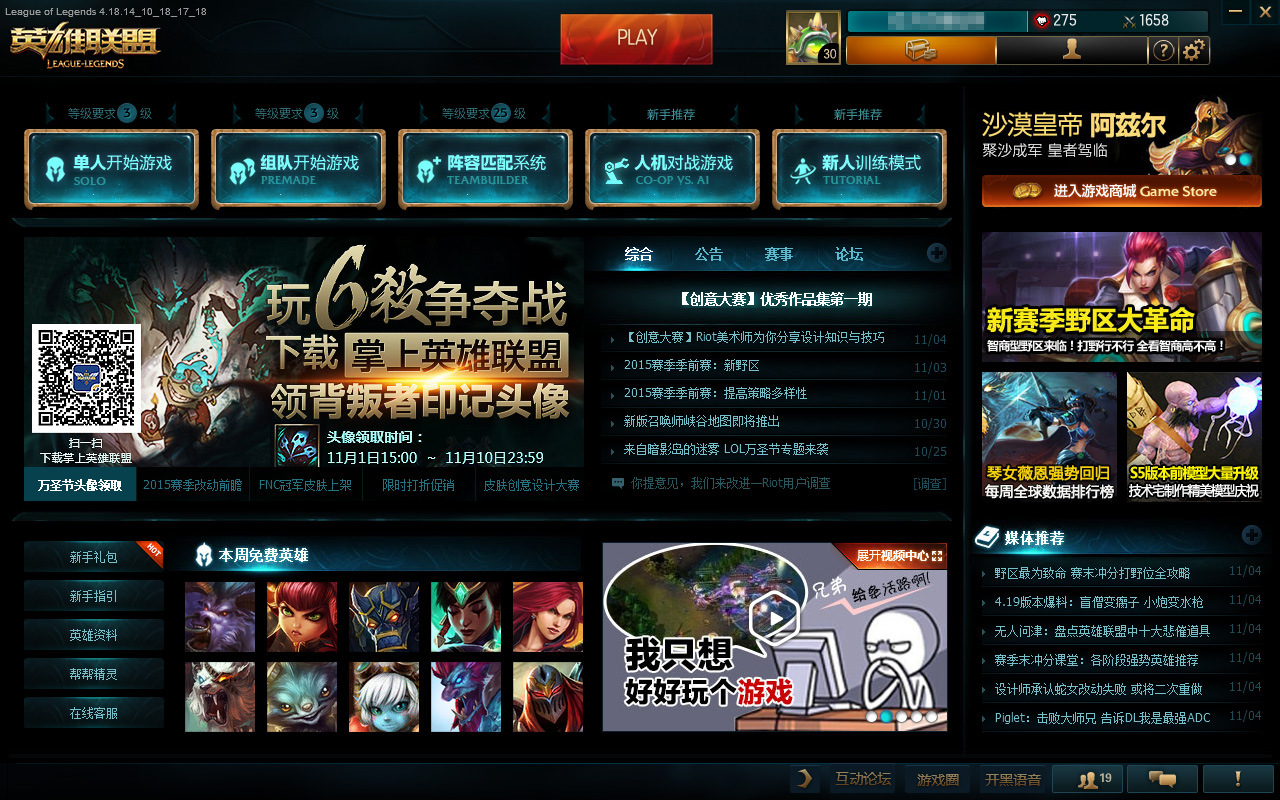 League of Legends 4.18.14_10_18_17_18
英雄联盟
LEAGUE OF LEGENDS
PLAY
30
275
1658
?
等级要求 3 级
等级要求 3 级
等级要求 25 级
新手推荐
新手推荐
单人开始游戏
SOLO
组队开始游戏
PREMADE
阵容匹配系统
TEAMBUILDER
人机对战游戏
CO-OP VS. AI
新人训练模式
TUTORIAL
沙漠皇帝 阿兹尔
聚沙成军 皇者驾临
进入游戏商城 Game Store
玩6殺争夺战
下载 掌上英雄联盟
领背叛者印记头像
头像领取时间：
11月1日15:00 ~ 11月10日23:59
扫一扫
下载掌上英雄联盟
万圣节头像领取
2015赛季改动前瞻
FNC冠军皮肤上架
限时打折促销
皮肤创意设计大赛
综合
公告
赛事
论坛
【创意大赛】优秀作品集第一期
【创意大赛】Riot美术师为你分享设计知识与技巧 11/04
2015赛季季前赛：新野区 11/03
2015赛季季前赛：提高策略多样性 11/01
新版召唤师峡谷地图即将推出 10/30
来自暗影岛的迷雾 LOL万圣节专题来袭 10/25
你提意见，我们来改进—Riot用户调查 [调查]
新赛季野区大革命
智商型野区来临！打野行不行 全看智商高不高！
琴女薇恩强势回归
每周全球数据排行榜
S5版本前模型大量升级
技术宅制作精美模型庆祝
新手礼包
HOT
新手指引
英雄资料
帮帮精灵
在线客服
本周免费英雄
展开视频中心
兄弟 给条活路啊!
我只想
好好玩个游戏
媒体推荐
野区最为致命 赛末冲分打野位全攻略 11/04
4.19版本爆料：盲僧变瘸子 小炮变水枪 11/04
无人问津：盘点英雄联盟中十大悲催道具 11/04
赛季末冲分课堂：各阶段强势英雄推荐 11/04
设计师承认蛇女改动失败 或将二次重做 11/04
Piglet：击败大师兄 告诉DL我是最强ADC 11/04
互动论坛
游戏圈
开黑语音
19
!